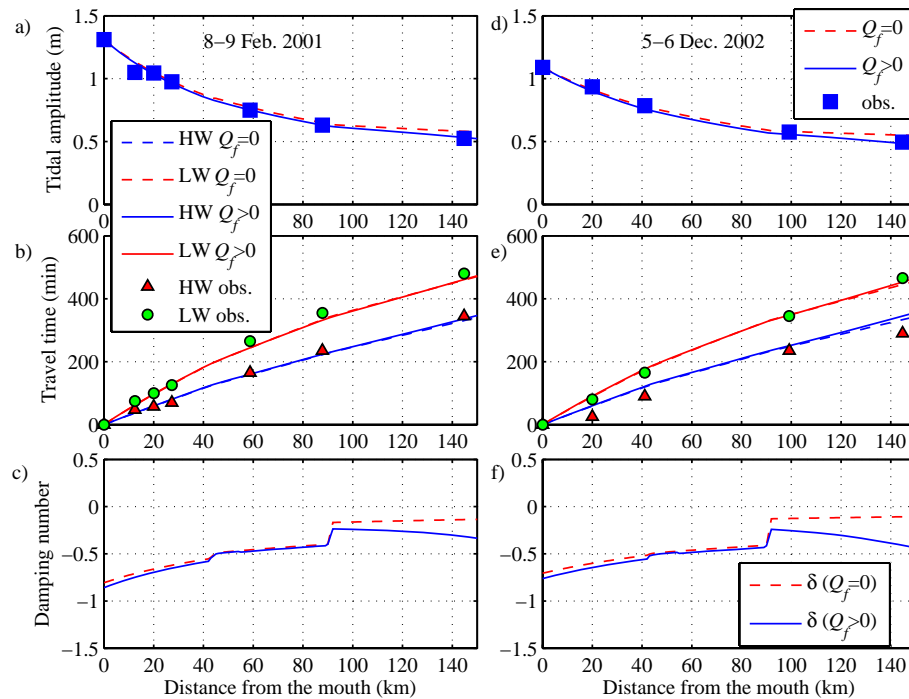 a)
Tidal amplitude (m)
1.5
1
0.5
0
8−9 Feb. 2001
0 20 40 60 80 100 120 140
HW Q_f=0
LW Q_f=0
HW Q_f>0
LW Q_f>0
HW obs.
LW obs.
b)
Travel time (min)
600
400
200
0
0 20 40 60 80 100 120 140
c)
Damping number
0.5
0
−0.5
−1
−1.5
0 20 40 60 80 100 120 140
Distance from the mouth (km)
d)
1.5
1
0.5
0
5−6 Dec. 2002
Q_f=0
Q_f>0
obs.
0 20 40 60 80 100 120 140
e)
600
400
200
0
0 20 40 60 80 100 120 140
f)
0.5
0
−0.5
−1
−1.5
δ (Q_f=0)
δ (Q_f>0)
0 20 40 60 80 100 120 140
Distance from the mouth (km)